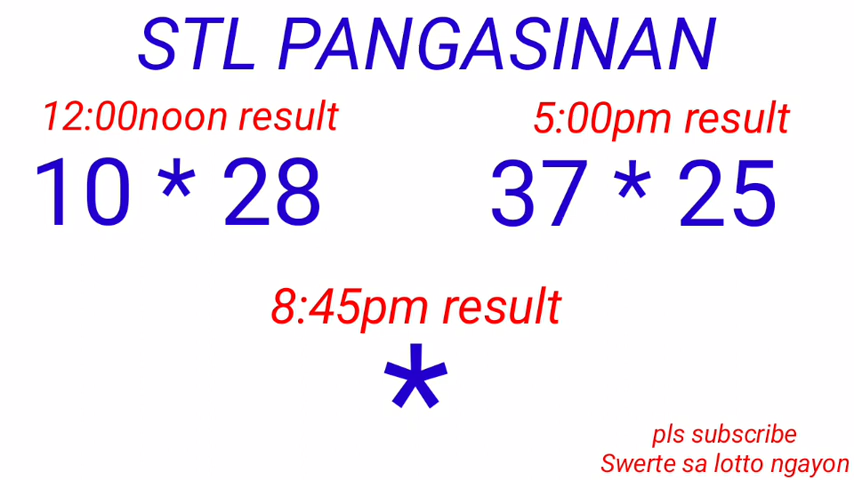 STL PANGASINAN
12:00noon result
10 * 28
5:00pm result
37 * 25
8:45pm result
*
pls subscribe
Swerte sa lotto ngayon